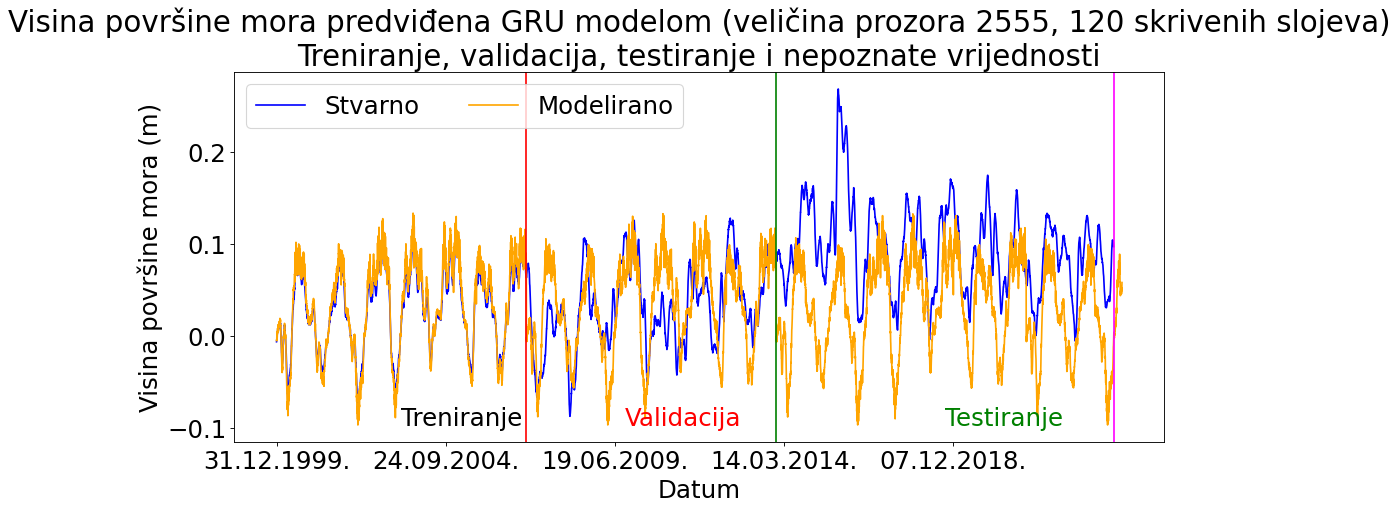 Visina površine mora predviđena GRU modelom (veličina prozora 2555, 120 skrivenih slojeva)
Treniranje, validacija, testiranje i nepoznate vrijednosti
Stvarno Modelirano
Visina površine mora (m)
0.2
0.1
0.0
−0.1
Treniranje Validacija Testiranje
31.12.1999. 24.09.2004. 19.06.2009. 14.03.2014. 07.12.2018.
Datum